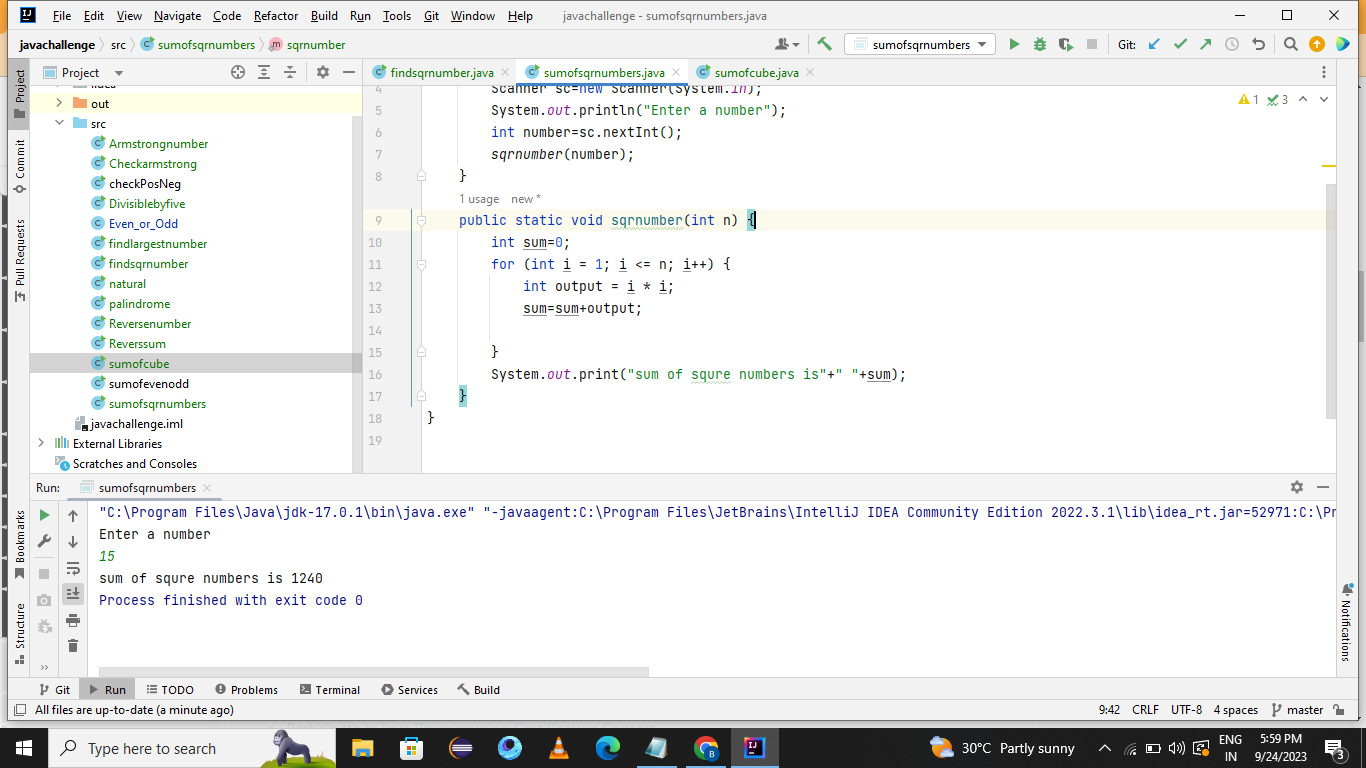 File Edit View Navigate Code Refactor Build Run Tools Git Window Help javachallenge - sumofsqrnumbers.java
javachallenge src sumofsqrnumbers sqrnumber sumofsqrnumbers Git:
Project findsqrnumber.java sumofsqrnumbers.java sumofcube.java
Project
Commit
Pull Requests
Bookmarks
Structure
Notifications
out
src
Armstrongnumber
Checkarmstrong
checkPosNeg
Divisiblebyfive
Even_or_Odd
findlargestnumber
findsqrnumber
natural
palindrome
Reversenumber
Reverssum
sumofcube
sumofevenodd
sumofsqrnumbers
javachallenge.iml
External Libraries
Scratches and Consoles
1 3
4 Scanner sc=new Scanner(System.in);
5 System.out.println("Enter a number");
6 int number=sc.nextInt();
7 sqrnumber(number);
8 }
1 usage new *
9 public static void sqrnumber(int n) {
10 int sum=0;
11 for (int i = 1; i <= n; i++) {
12 int output = i * i;
13 sum=sum+output;
14
15 }
16 System.out.print("sum of squre numbers is"+" "+sum);
17 }
18 }
19
Run: sumofsqrnumbers
"C:\Program Files\Java\jdk-17.0.1\bin\java.exe" "-javaagent:C:\Program Files\JetBrains\IntelliJ IDEA Community Edition 2022.3.1\lib\idea_rt.jar=52971:C:\Pr
Enter a number
15
sum of squre numbers is 1240
Process finished with exit code 0
Git Run TODO Problems Terminal Services Build
All files are up-to-date (a minute ago) 9:42 CRLF UTF-8 4 spaces master
Type here to search 30°C Partly sunny ENG IN 5:59 PM 9/24/2023 3